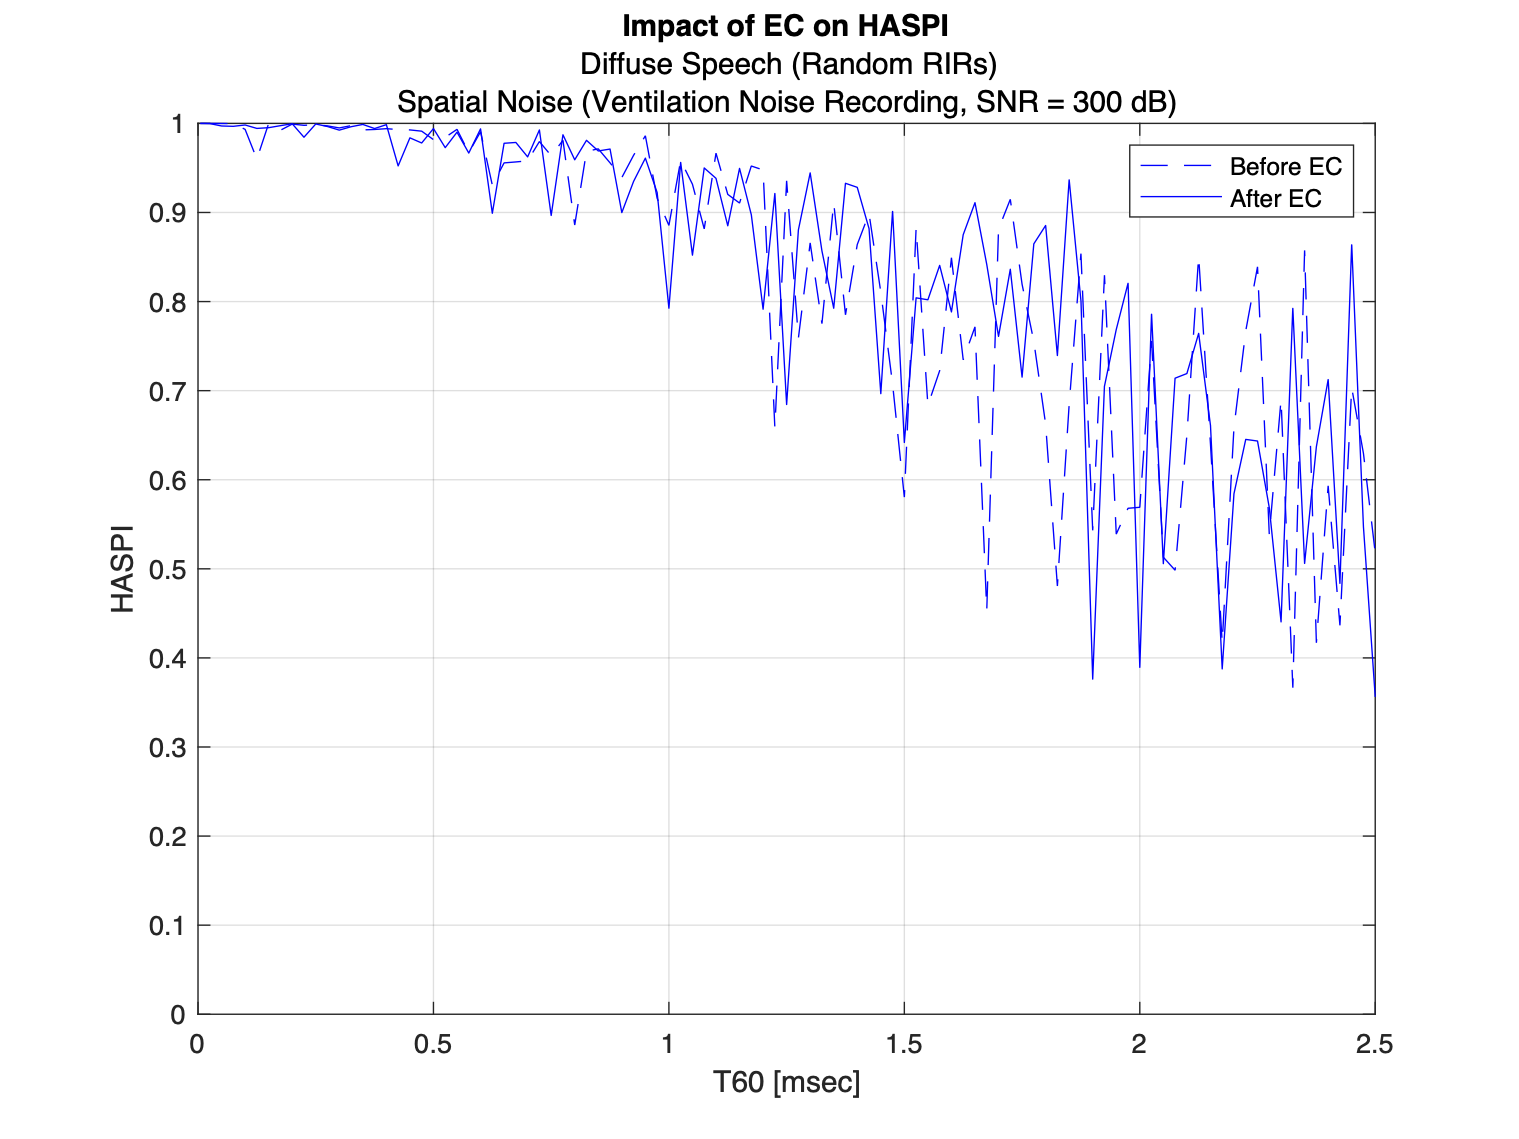 Impact of EC on HASPI
Diffuse Speech (Random RIRs)
Spatial Noise (Ventilation Noise Recording, SNR = 300 dB)
1
0.9
0.8
0.7
0.6
0.5
0.4
0.3
0.2
0.1
0
HASPI
Before EC
After EC
0
0.5
1
1.5
2
2.5
T60 [msec]